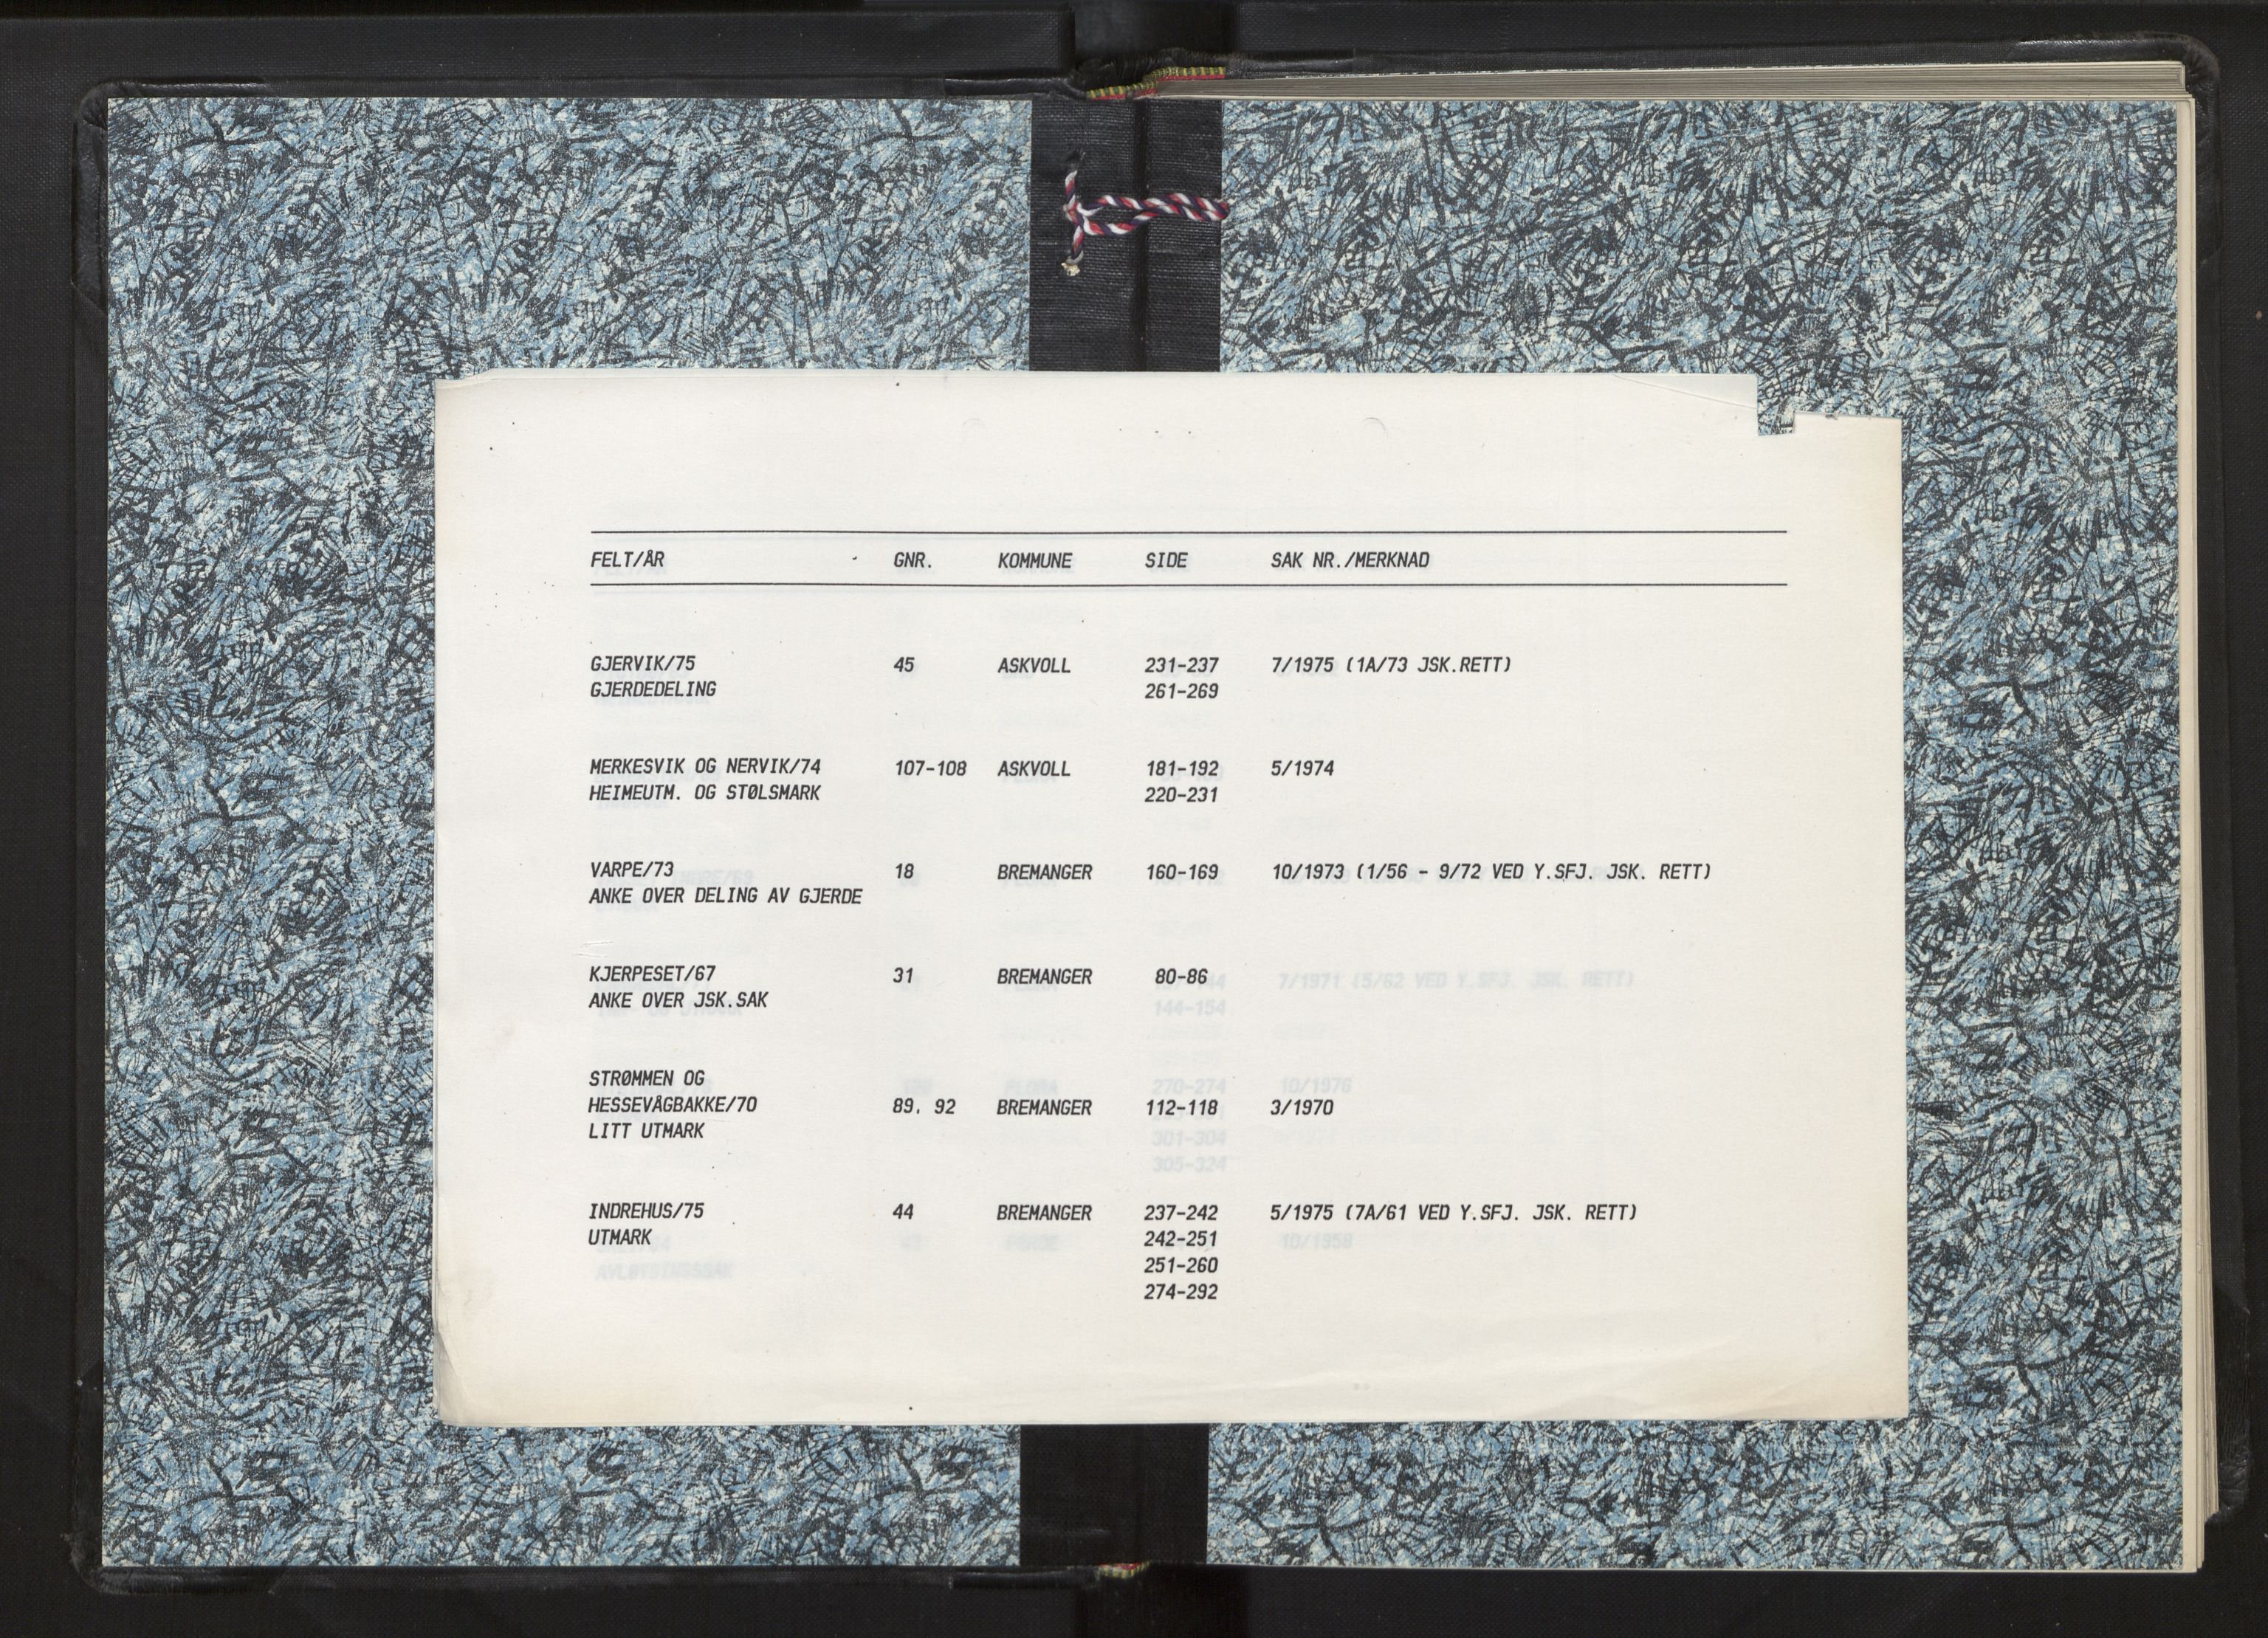 FELT/ÅR GNR. KOMMUNE SIDE SAK NR./MERKNAD
GJERVIK/75 45 ASKVOLL 231-237 7/1975 (1A/73 JSK.RETT)
GJERDEDELING 261-269
MERKESVIK OG NERVIK/74 107-108 ASKVOLL 181-192 5/1974
HEIMEUTM. OG STØLSMARK 220-231
VARPE/73 18 BREMANGER 160-169 10/1973 (1/56 - 9/72 VED Y.SFJ. JSK. RETT)
ANKE OVER DELING AV GJERDE
KJERPESET/67 31 BREMANGER 80-86
ANKE OVER JSK.SAK
STRØMMEN OG
HESSEVÅGBAKKE/70 89, 92 BREMANGER 112-118 3/1970
LITT UTMARK
INDREHUS/75 44 BREMANGER 237-242 5/1975 (7A/61 VED Y.SFJ. JSK. RETT)
UTMARK 242-251
251-260
274-292